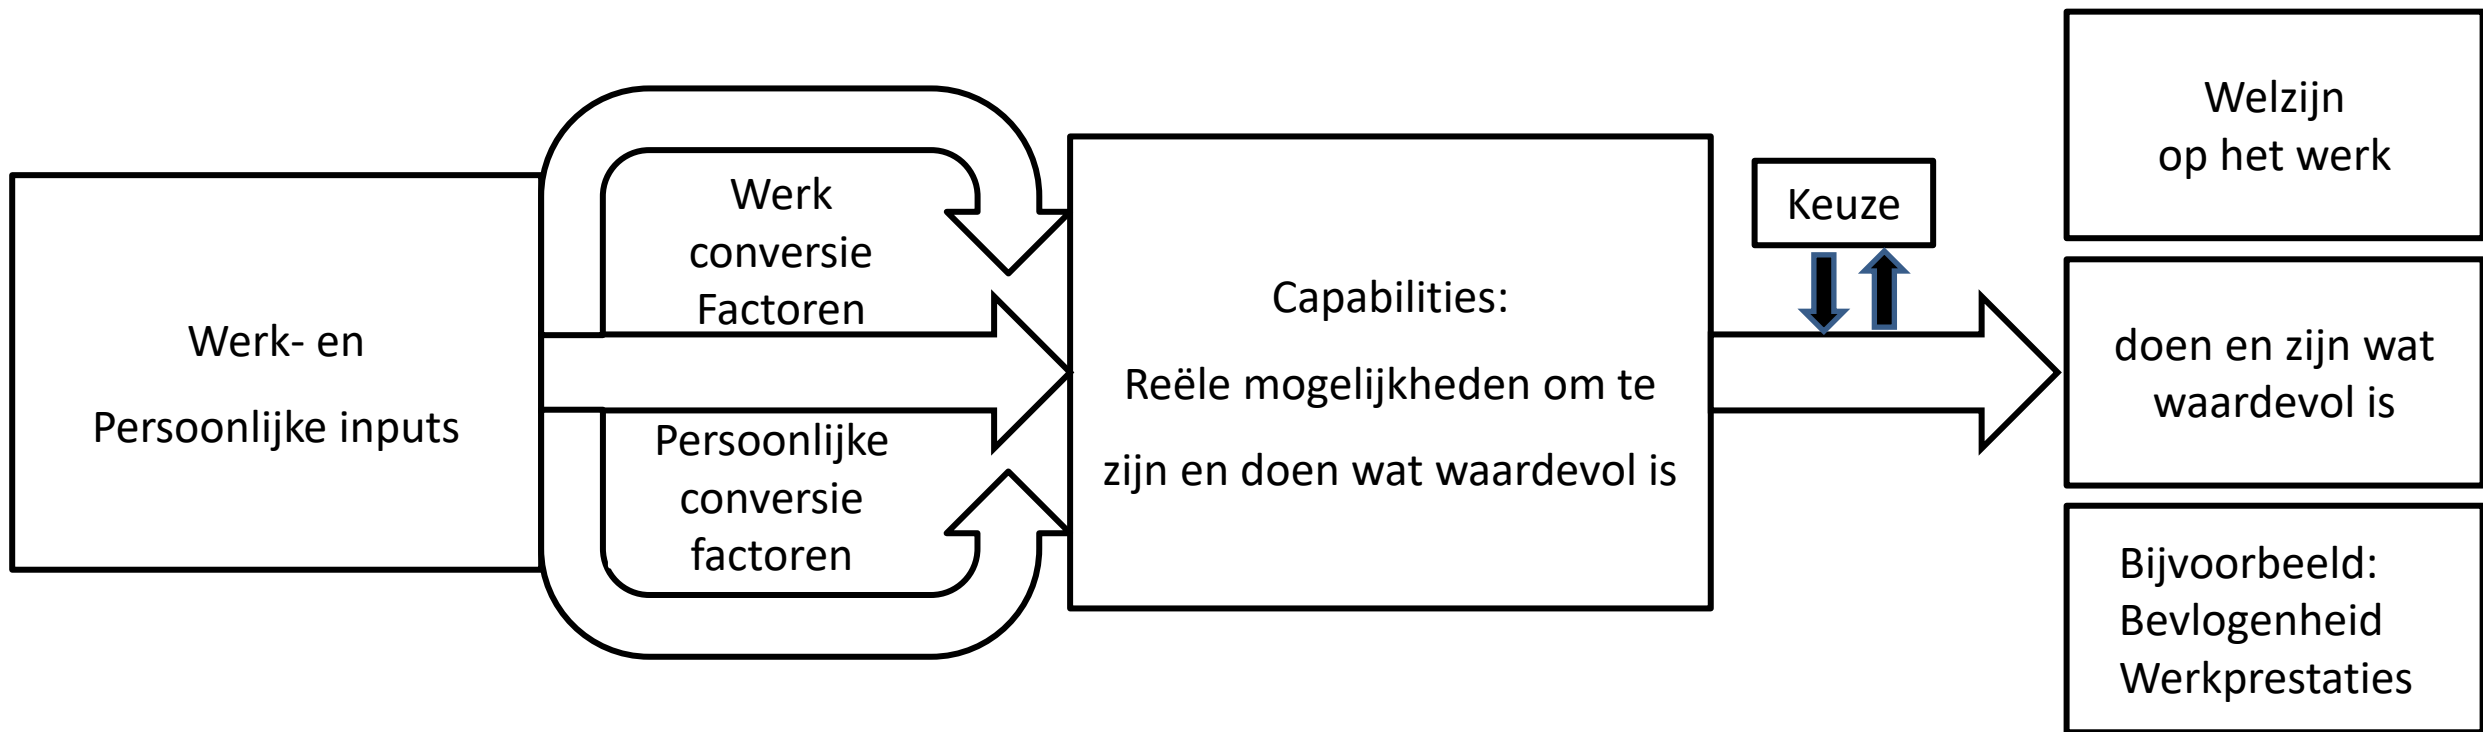 Werk- en
Persoonlijke inputs
Werk
conversie
Factoren
Persoonlijke
conversie
factoren
Capabilities:
Reële mogelijkheden om te
zijn en doen wat waardevol is
Keuze
Welzijn
op het werk
doen en zijn wat
waardevol is
Bijvoorbeeld:
Bevlogenheid
Werkprestaties